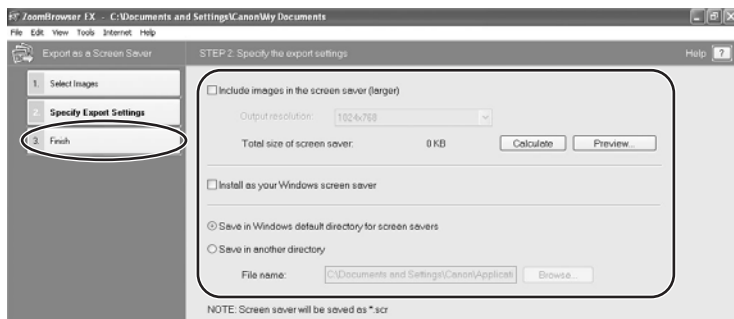 ZoomBrowser EX - C:\Documents and Settings\Canon\My Documents
File Edit View Tools Internet Help
Export as a Screen Saver
STEP 2: Specify the export settings
Help ?
1. Select Images
2. Specify Export Settings
3. Finish
Include images in the screen saver (larger)
Output resolution: 1024x768
Total size of screen saver: 0 KB Calculate Preview...
Install as your Windows screen saver
Save in Windows default directory for screen savers
Save in another directory
File name: C:\Documents and Settings\Canon\Applicati Browse...
NOTE: Screen saver will be saved as *.scr